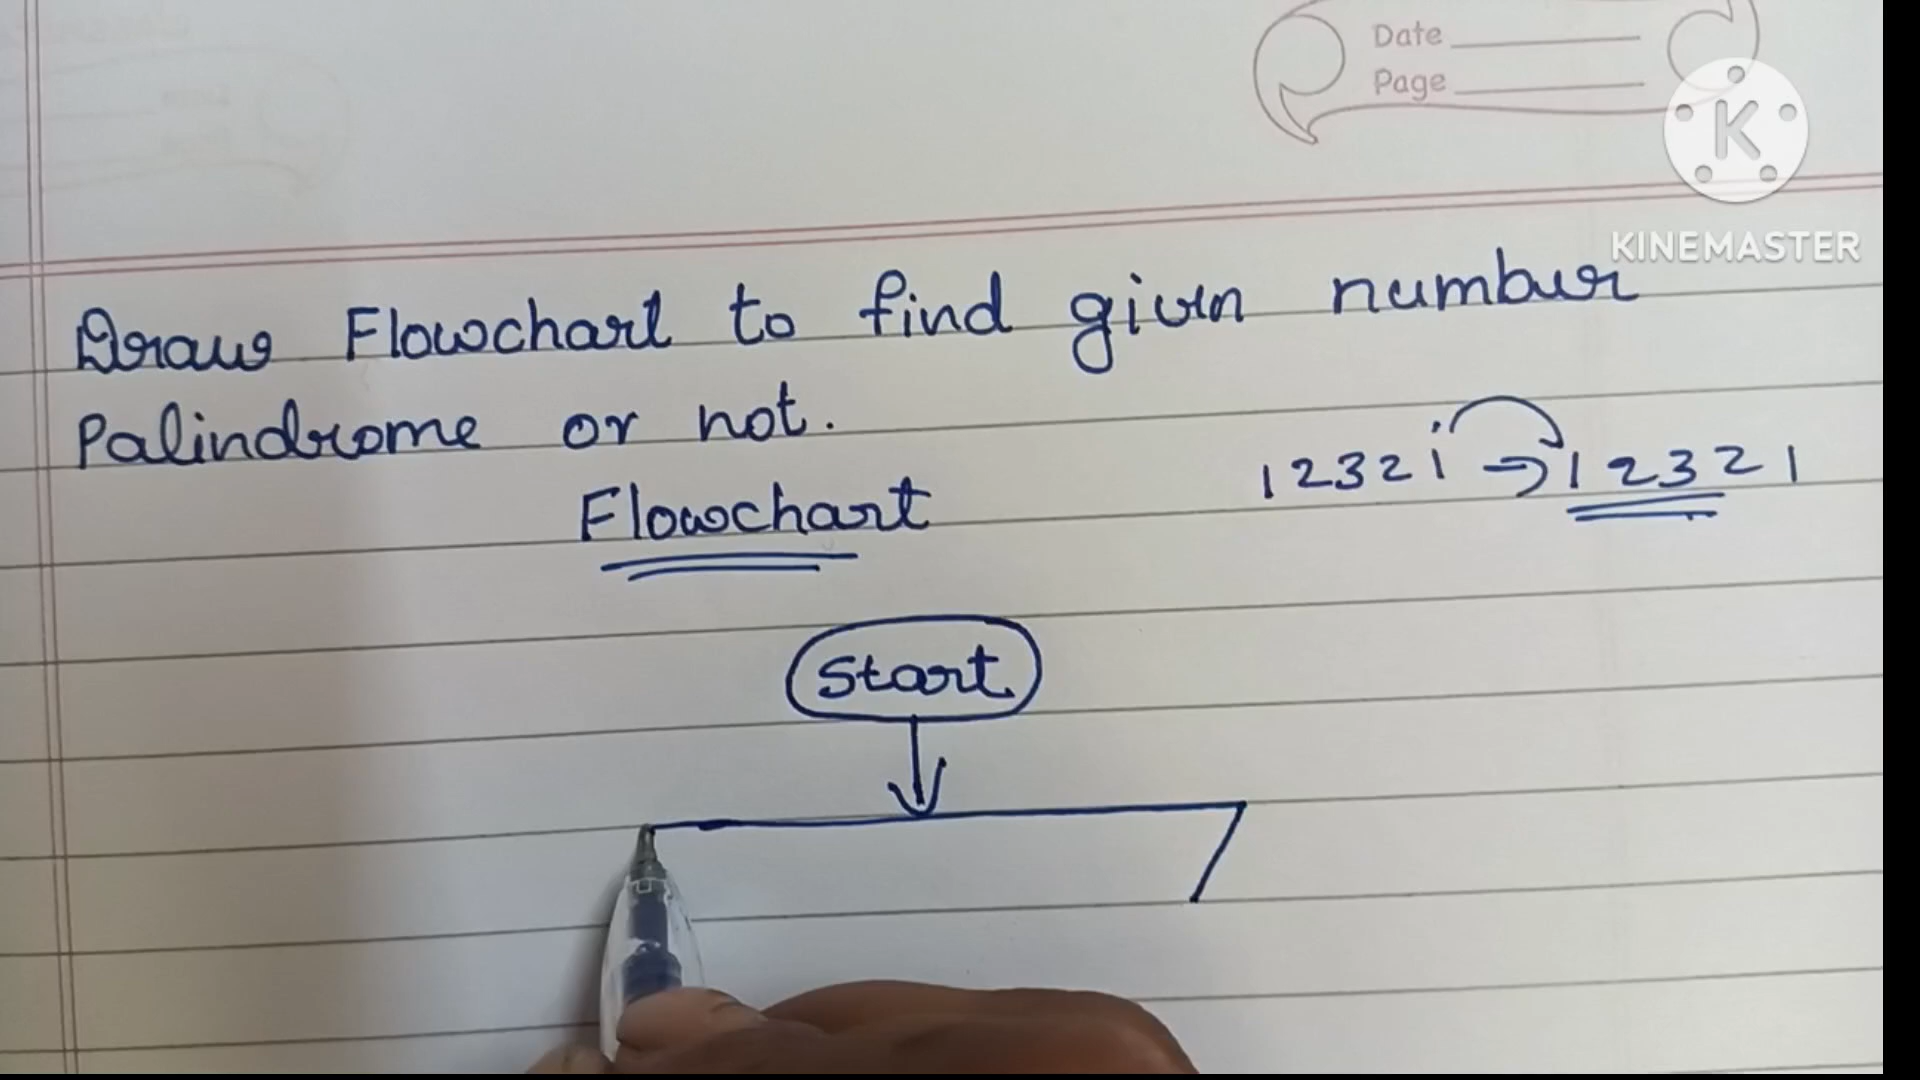 Date
Page
K
KINEMASTER
Draw Flowchart to find given number
Palindrome or not.
12321 → 12321
Flowchart
Start